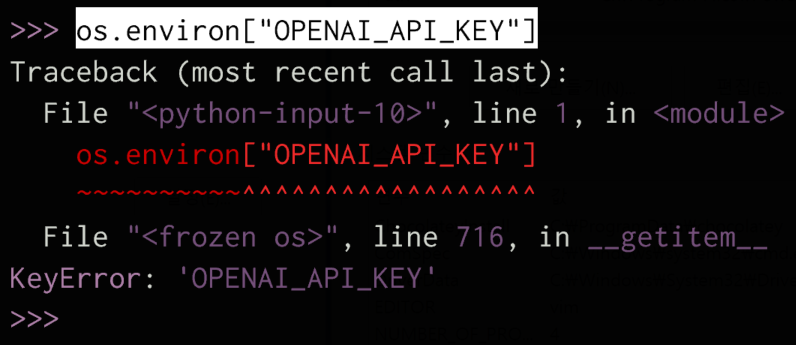 >>> os.environ["OPENAI_API_KEY"]
Traceback (most recent call last):
  File "<python-input-10>", line 1, in <module>
    os.environ["OPENAI_API_KEY"]
    ~~~~~~~~~~^^^^^^^^^^^^^^^^^^
  File "<frozen os>", line 716, in __getitem__
KeyError: 'OPENAI_API_KEY'
>>>